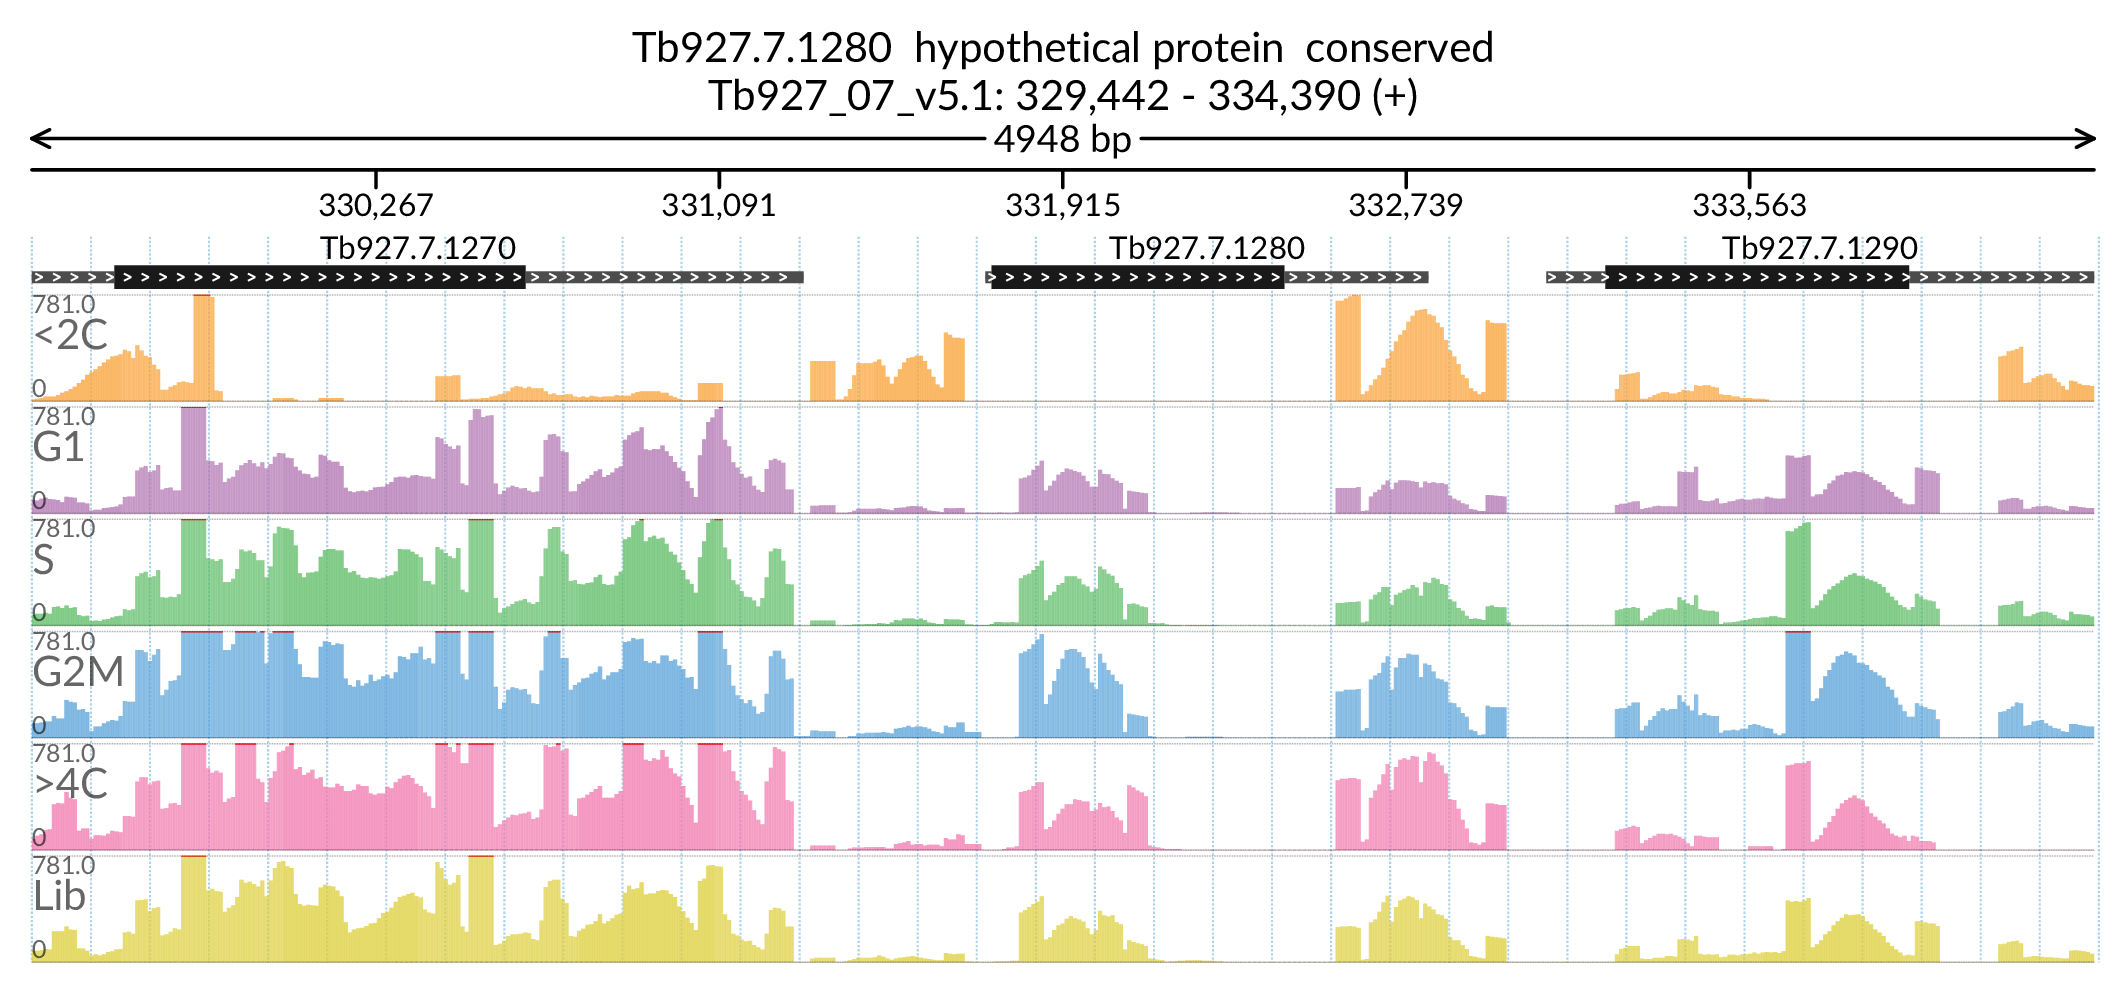 Tb927.7.1280 hypothetical protein conserved
Tb927_07_v5.1: 329,442 - 334,390 (+)
4948 bp
330,267 331,091 331,915 332,739 333,563
Tb927.7.1270 Tb927.7.1280 Tb927.7.1290
781.0
<2C
0
781.0
G1
0
781.0
S
0
781.0
G2M
0
781.0
>4C
0
781.0
Lib
0